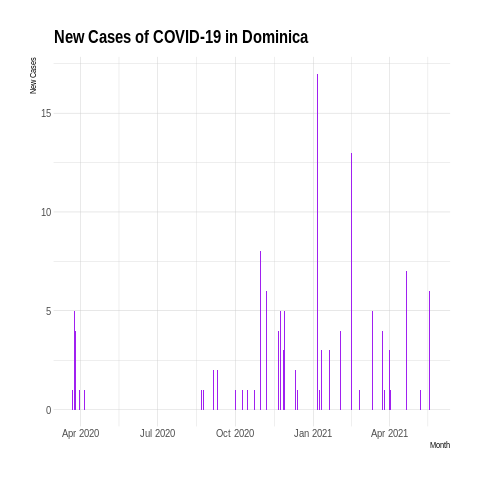 New Cases of COVID-19 in Dominica
New Cases
15
10
5
0
Apr 2020 Jul 2020 Oct 2020 Jan 2021 Apr 2021
Month